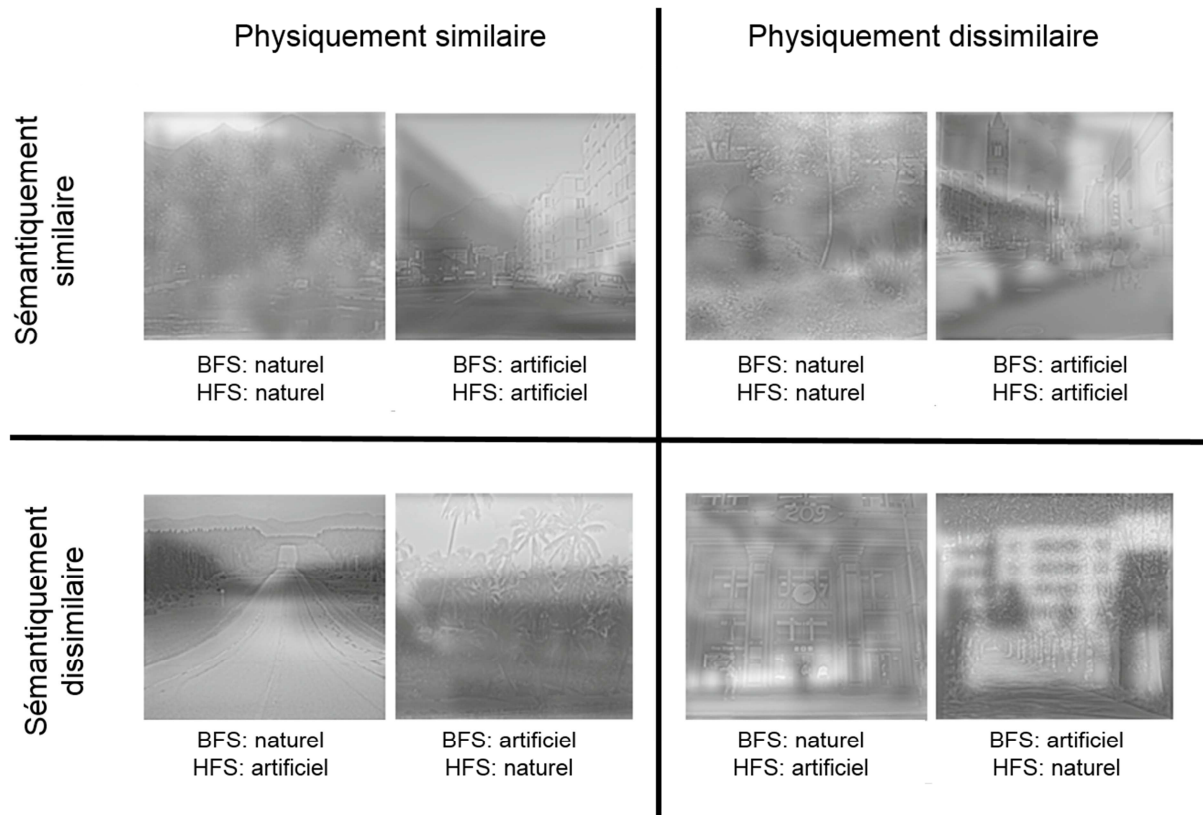 Physiquement similaire
Physiquement dissimilaire
Sémantiquement
similaire
BFS: naturel
HFS: naturel
BFS: artificiel
HFS: artificiel
BFS: naturel
HFS: naturel
BFS: artificiel
HFS: artificiel
Sémantiquement
dissimilaire
209
BFS: naturel
HFS: artificiel
BFS: artificiel
HFS: naturel
BFS: naturel
HFS: artificiel
BFS: artificiel
HFS: naturel